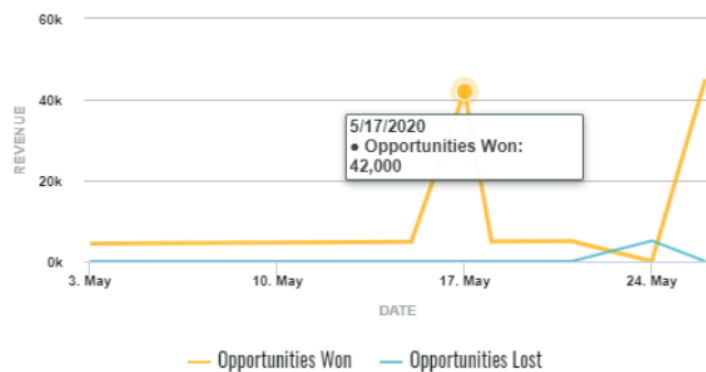 60k
40k
20k
0k
REVENUE
5/17/2020
● Opportunities Won:
42,000
3. May
10. May
17. May
24. May
DATE
Opportunities Won
Opportunities Lost